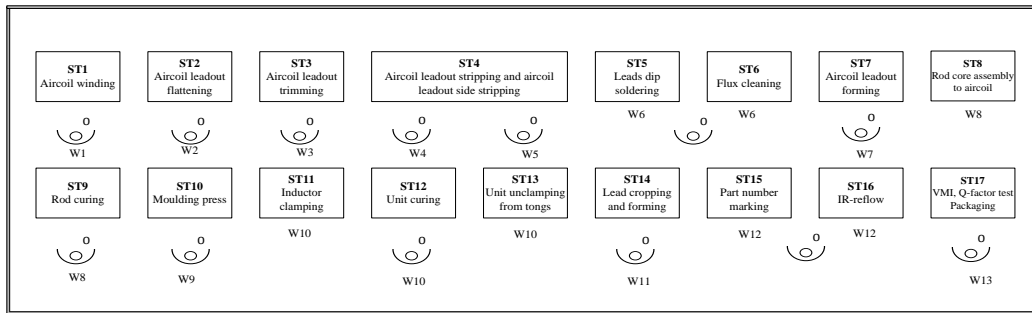 ST1
Aircoil winding
ST2
Aircoil leadout
flattening
ST3
Aircoil leadout
trimming
ST4
Aircoil leadout stripping and aircoil
leadout side stripping
ST5
Leads dip
soldering
ST6
Flux cleaning
ST7
Aircoil leadout
forming
ST8
Rod core assembly
to aircoil
W6
W6
W8
o
o
o
o
o
o
o
W1
W2
W3
W4
W5
W7
ST9
Rod curing
ST10
Moulding press
ST11
Inductor
clamping
ST12
Unit curing
ST13
Unit unclamping
from tongs
ST14
Lead cropping
and forming
ST15
Part number
marking
ST16
IR-reflow
ST17
VMI, Q-factor test
Packaging
W10
W10
W12
W12
o
o
o
o
o
o
W8
W9
W10
W11
W13